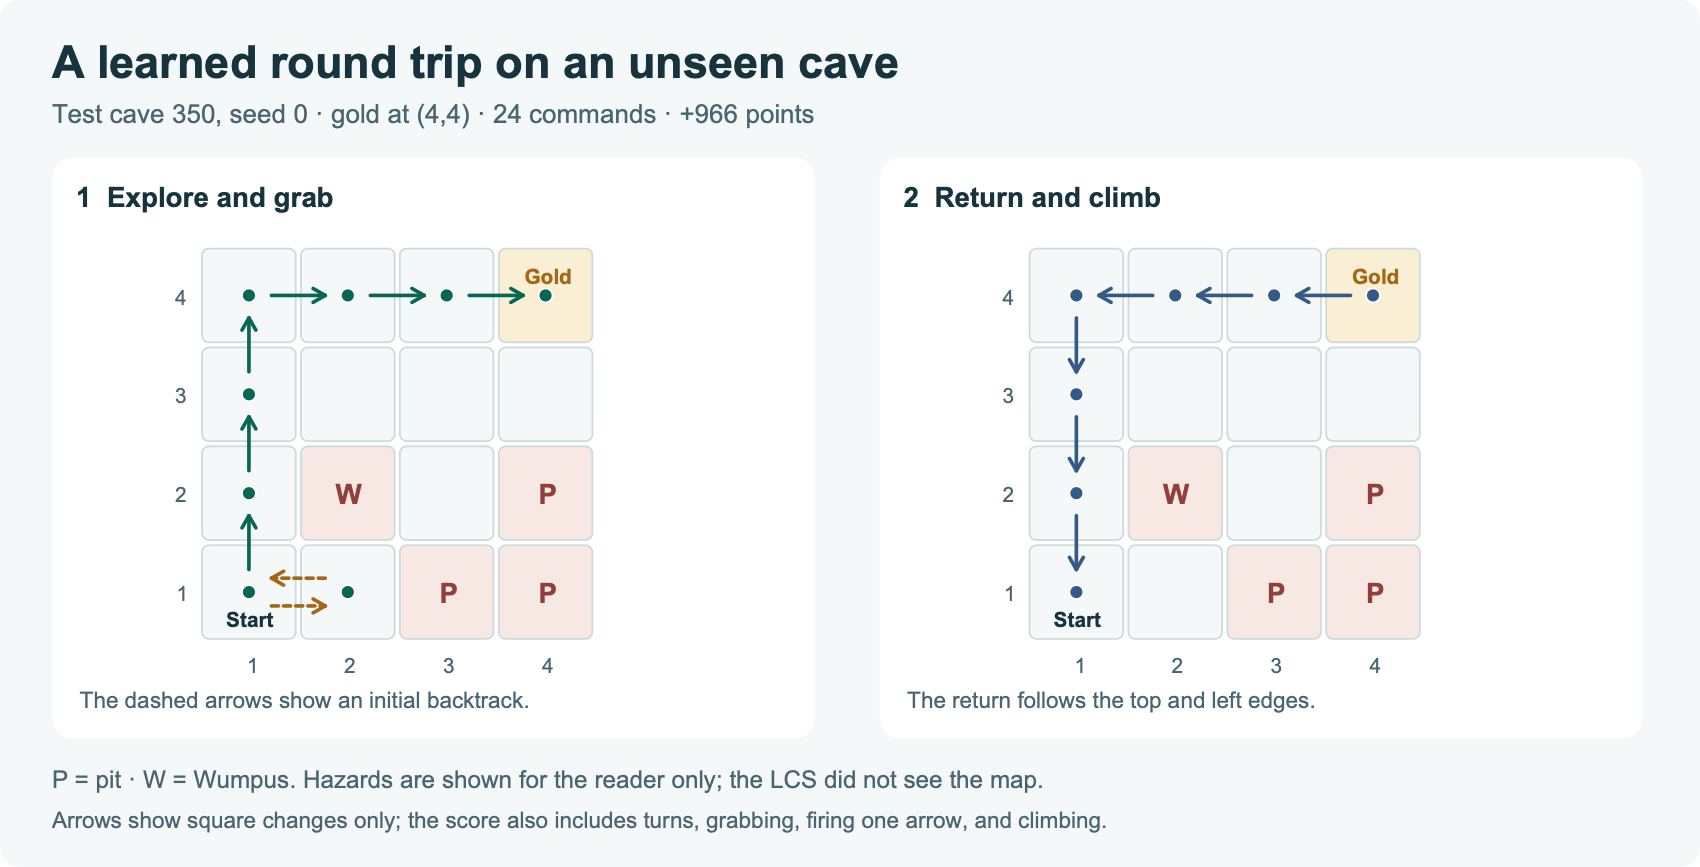 A learned round trip on an unseen cave
Test cave 350, seed 0 · gold at (4,4) · 24 commands · +966 points
1 Explore and grab
Gold
4
3
2 W P
1 P P
Start
1 2 3 4
The dashed arrows show an initial backtrack.
2 Return and climb
Gold
4
3
2 W P
1 P P
Start
1 2 3 4
The return follows the top and left edges.
P = pit · W = Wumpus. Hazards are shown for the reader only; the LCS did not see the map.
Arrows show square changes only; the score also includes turns, grabbing, firing one arrow, and climbing.